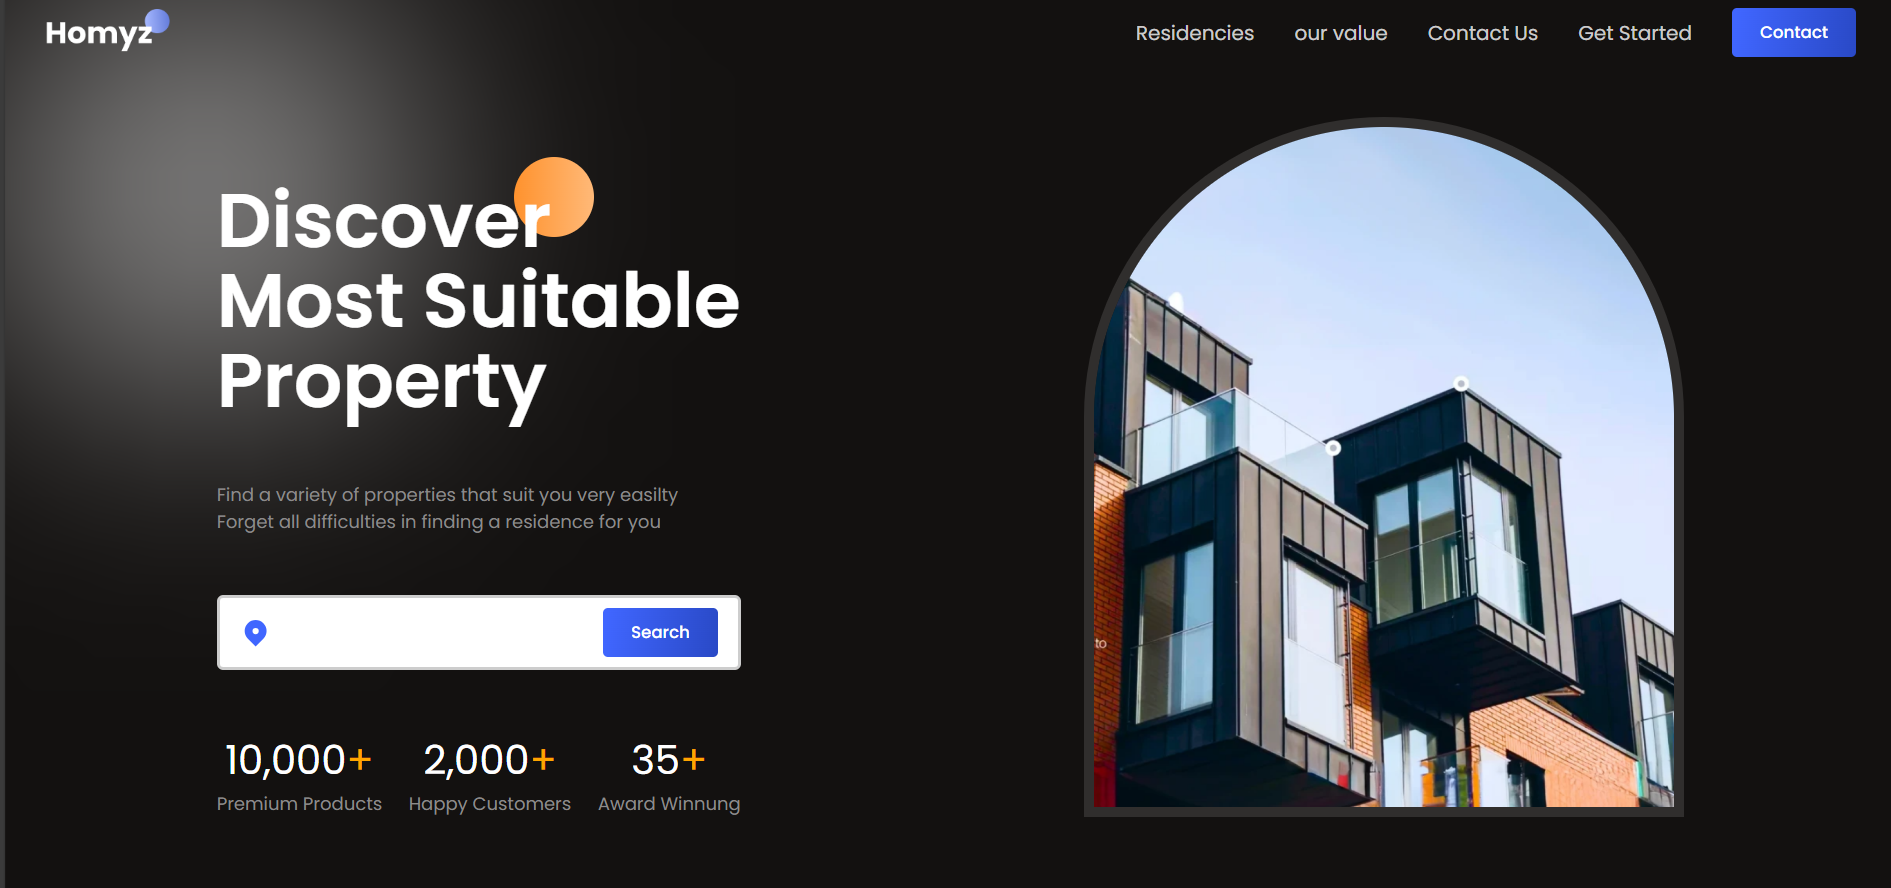 Homyz
Residencies
our value
Contact Us
Get Started
Contact
Discover
Most Suitable
Property
Find a variety of properties that suit you very easilty
Forget all difficulties in finding a residence for you
Search
10,000+
2,000+
35+
Premium Products
Happy Customers
Award Winnung
to